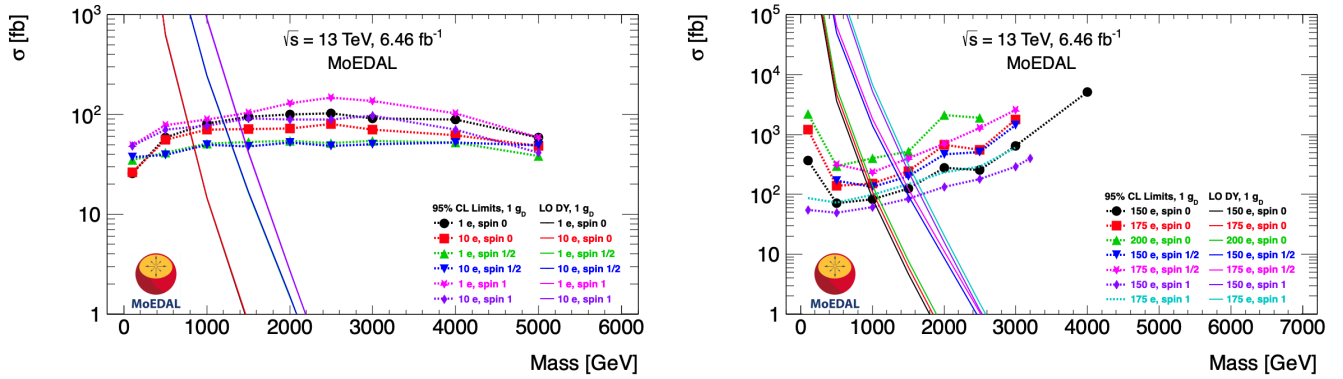 σ [fb]
10³
10²
10
1
√s = 13 TeV, 6.46 fb⁻¹
MoEDAL
95% CL Limits, 1 g_D LO DY, 1 g_D
1 e, spin 0 1 e, spin 0
10 e, spin 0 10 e, spin 0
1 e, spin 1/2 1 e, spin 1/2
10 e, spin 1/2 10 e, spin 1/2
1 e, spin 1 1 e, spin 1
10 e, spin 1 10 e, spin 1
MoEDAL
0 1000 2000 3000 4000 5000 6000
Mass [GeV]
σ [fb]
10⁵
10⁴
10³
10²
10
1
√s = 13 TeV, 6.46 fb⁻¹
MoEDAL
95% CL Limits, 1 g_D LO DY, 1 g_D
150 e, spin 0 150 e, spin 0
175 e, spin 0 175 e, spin 0
200 e, spin 0 200 e, spin 0
150 e, spin 1/2 150 e, spin 1/2
175 e, spin 1/2 175 e, spin 1/2
150 e, spin 1 150 e, spin 1
175 e, spin 1 175 e, spin 1
MoEDAL
0 1000 2000 3000 4000 5000 6000 7000
Mass [GeV]